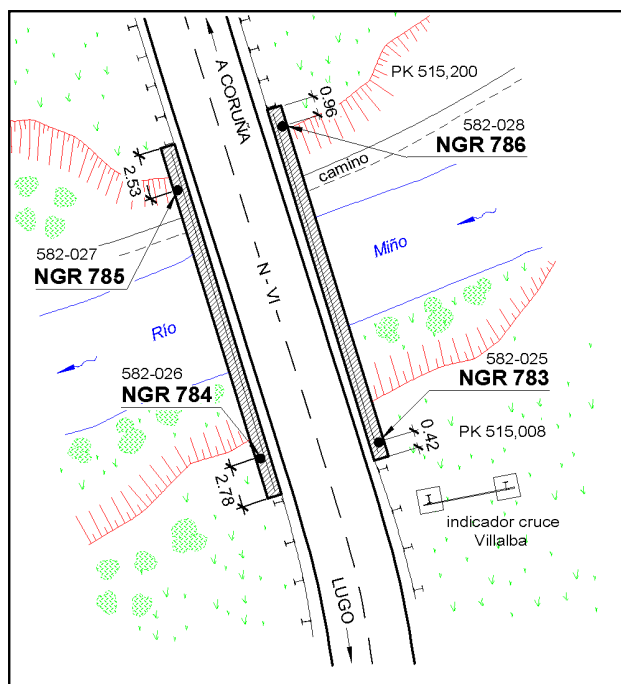 A CORUÑA
PK 515,200
0.96
582-028
NGR 786
camino
2.53
582-027
NGR 785
N - VI
Miño
Río
582-026
NGR 784
582-025
NGR 783
0.42
PK 515,008
2.78
indicador cruce
Villalba
LUGO